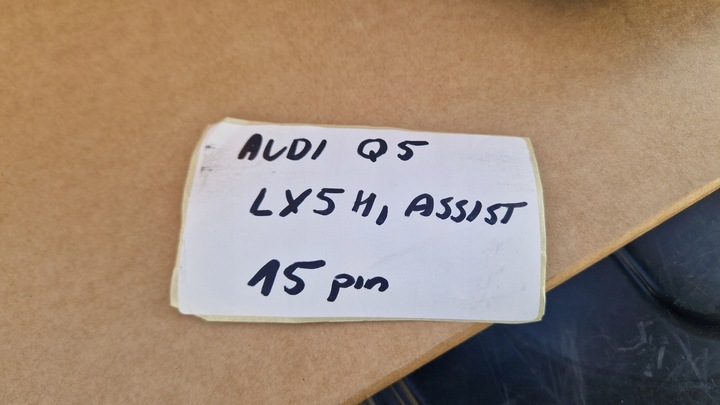 AUDI Q5
LX5H, ASSIST
15 pin